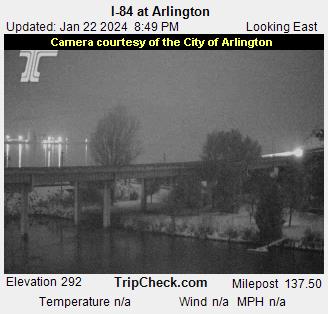 I-84 at Arlington
Updated: Jan 22 2024 8:49 PM Looking East
Camera courtesy of the City of Arlington
Elevation 292 TripCheck.com Milepost 137.50
Temperature n/a Wind n/a MPH n/a